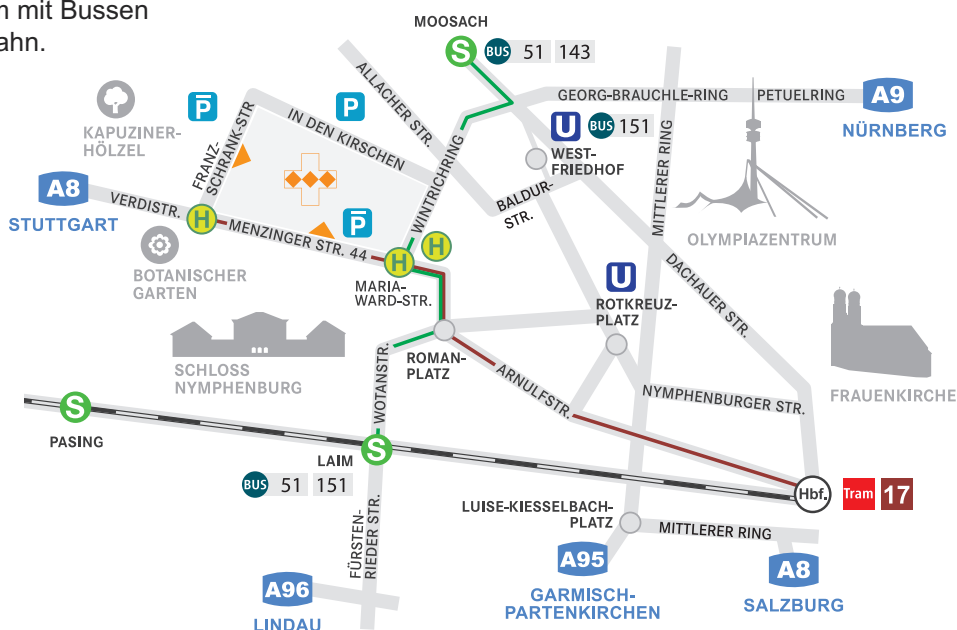 mit Bussen
ahn.
MOOSACH
S BUS 51 143
ALLACHER STR.
GEORG-BRAUCHLE-RING
PETUELRING
A9
NÜRNBERG
KAPUZINER-
HÖLZEL
P
P
IN DEN KIRSCHEN
FRANZ-
SCHRANK-STR
U BUS 151
WEST-
FRIEDHOF
MITTLERER RING
WINTRICHRING
BALDUR-
STR.
A8
STUTTGART
VERDISTR.
H
MENZINGER STR. 44
P
H
H
OLYMPIAZENTRUM
BOTANISCHER
GARTEN
MARIA-
WARD-STR.
U
ROTKREUZ-
PLATZ
DACHAUER STR.
SCHLOSS
NYMPHENBURG
ROMAN-
PLATZ
WOTANSTR.
ARNULFSTR.
NYMPHENBURGER STR.
FRAUENKIRCHE
S
PASING
LAIM
S
BUS 51 151
Hbf.
Tram 17
FÜRSTEN-
RIEDER STR.
LUISE-KIESSELBACH-
PLATZ
MITTLERER RING
A96
LINDAU
A95
GARMISCH-
PARTENKIRCHEN
A8
SALZBURG